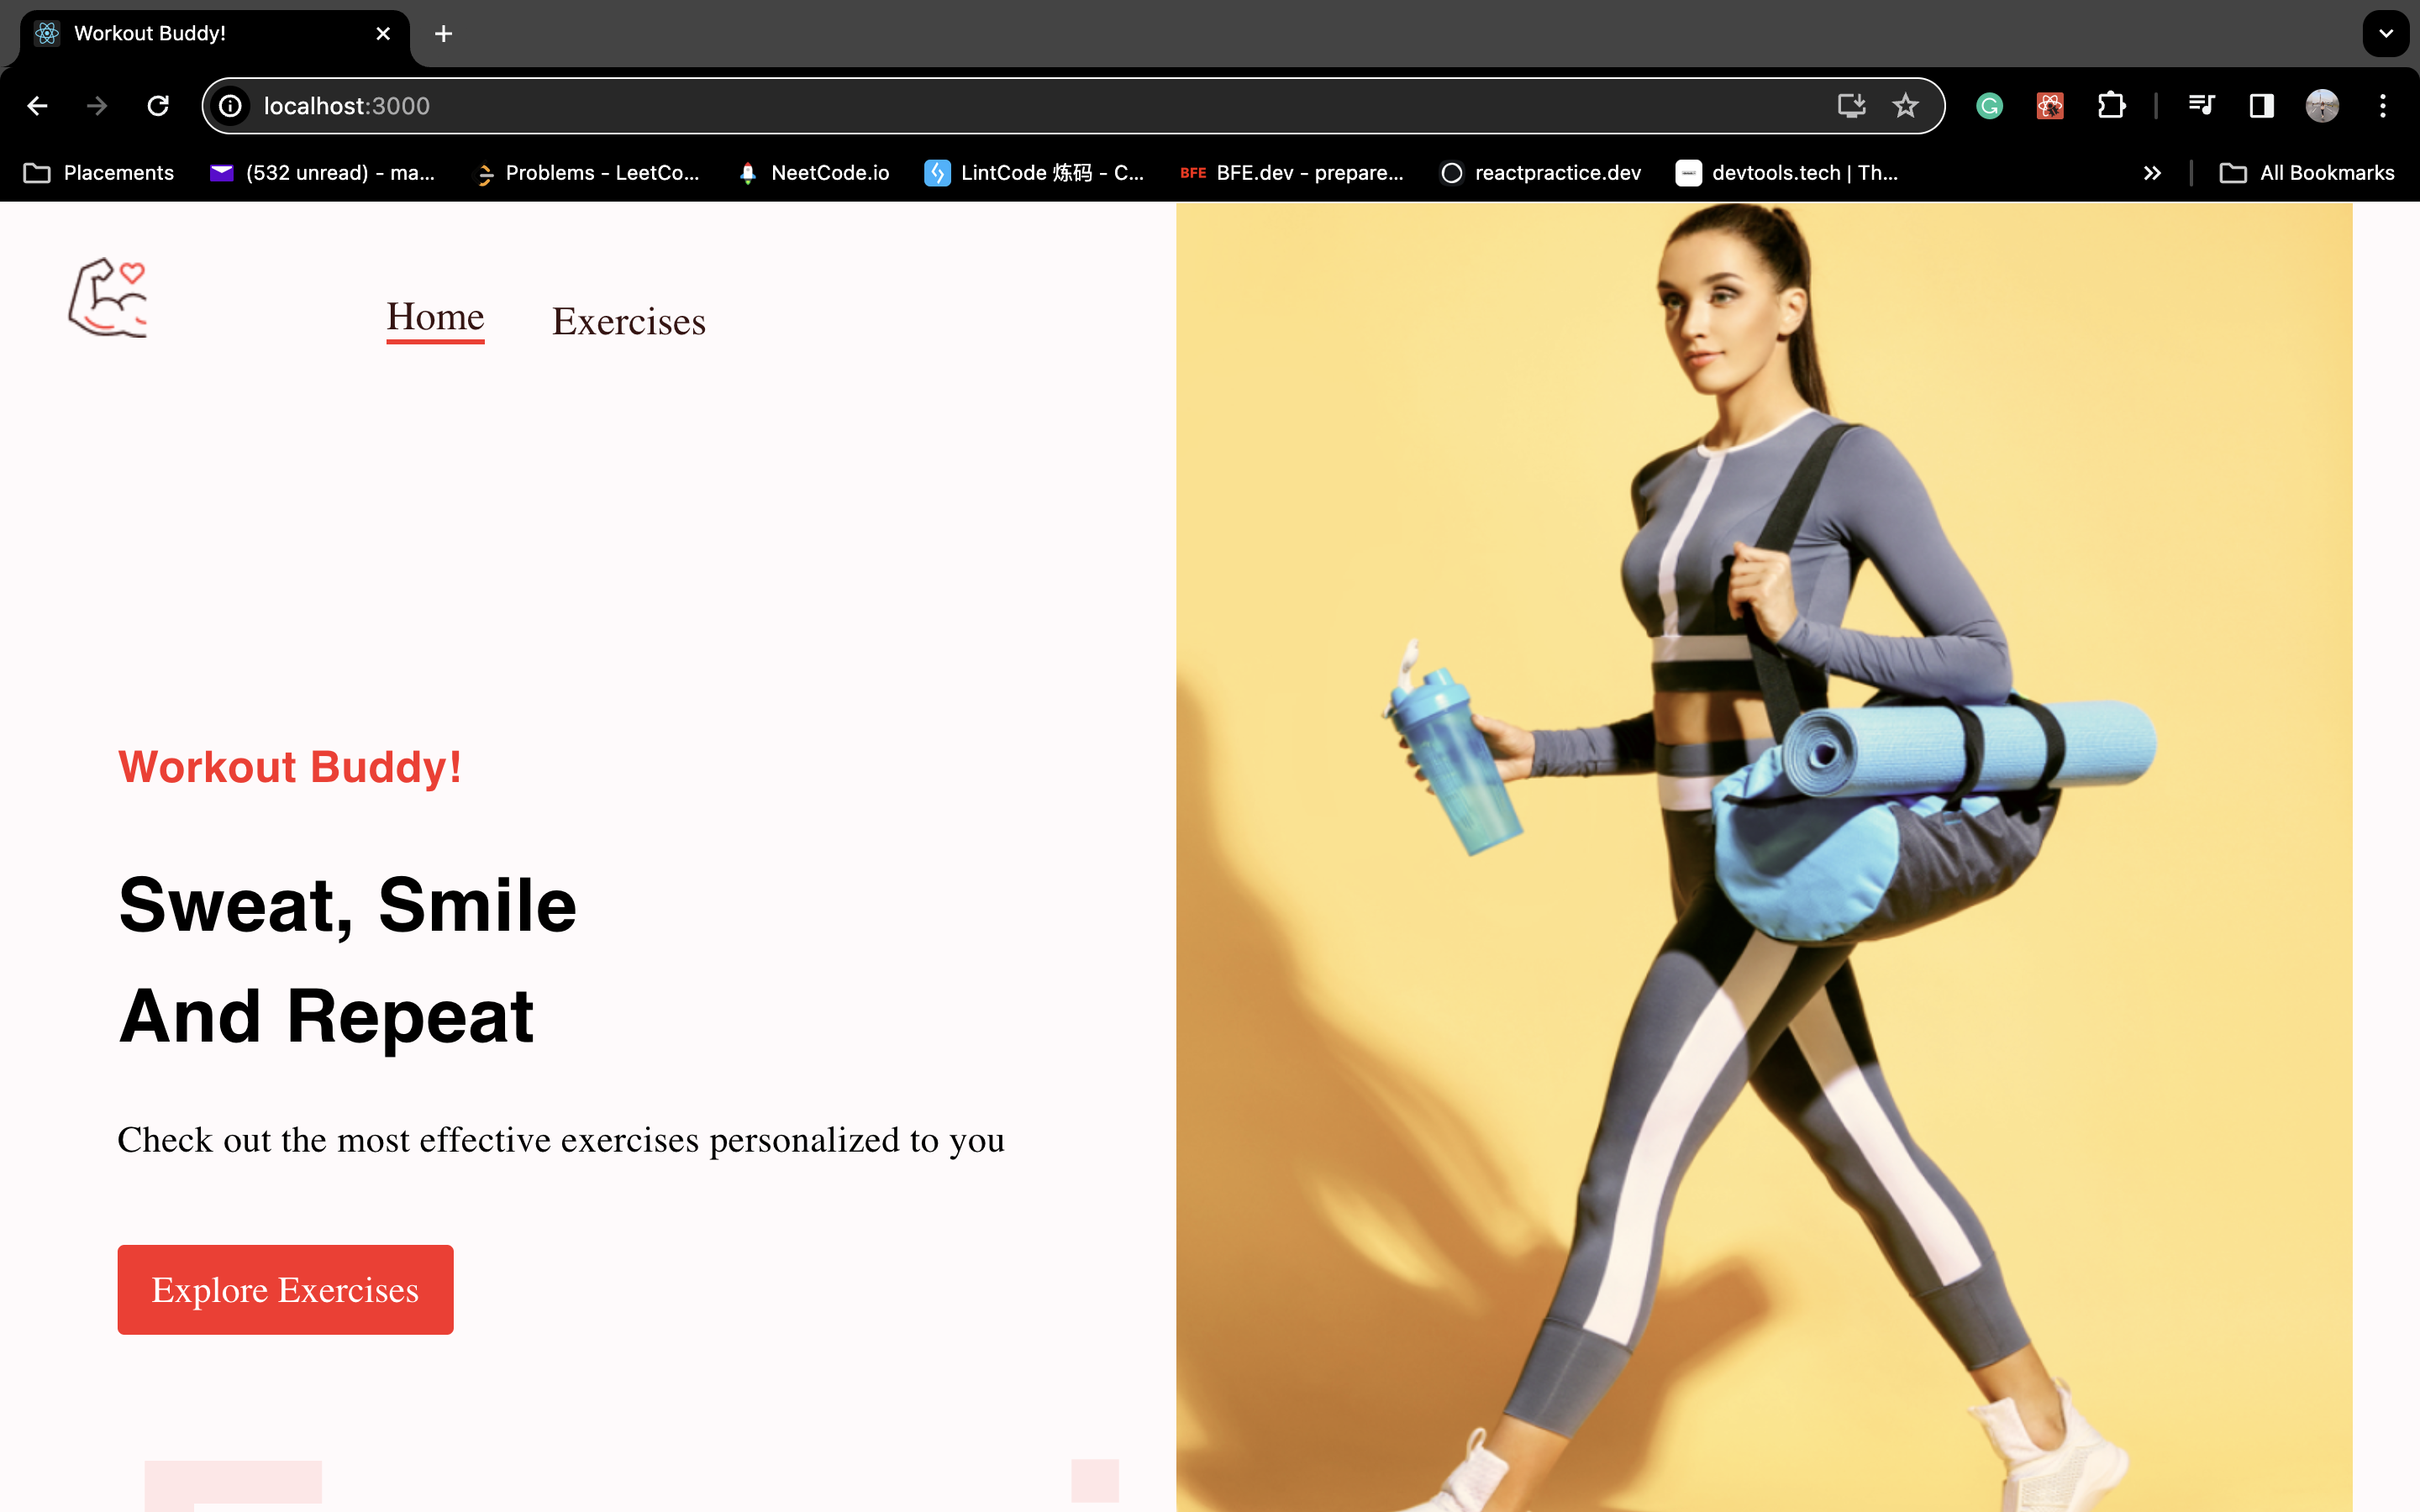 Workout Buddy!
localhost:3000
Placements
(532 unread) - ma...
Problems - LeetCo...
NeetCode.io
LintCode 炼码 - C...
BFE BFE.dev - prepare...
reactpractice.dev
devtools.tech | Th...
All Bookmarks
Home
Exercises
Workout Buddy!
Sweat, Smile
And Repeat
Check out the most effective exercises personalized to you
Explore Exercises